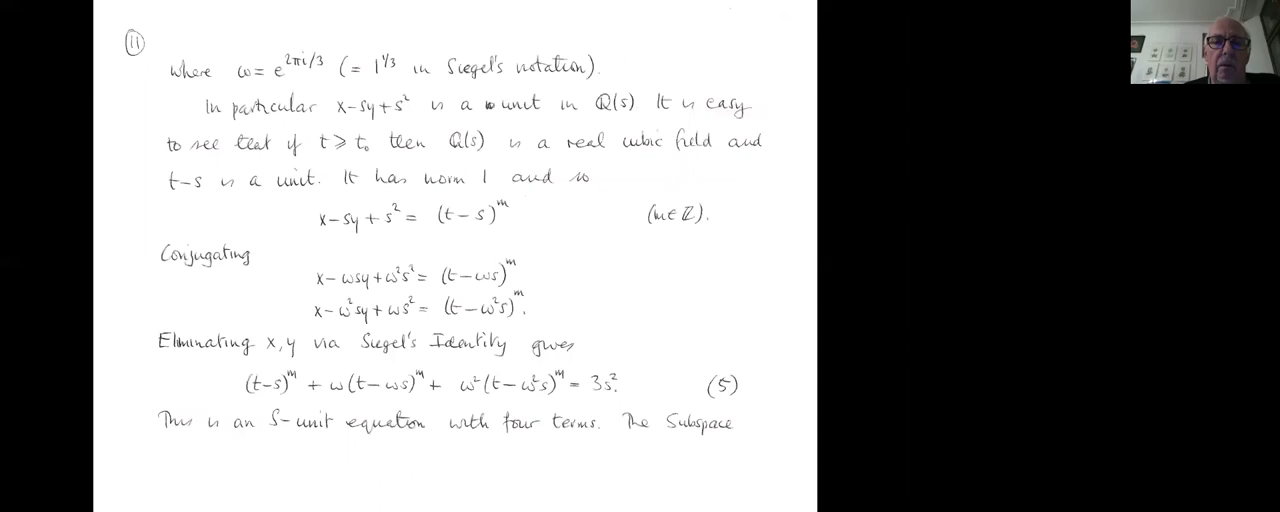 11
where ω = e^{2πi/3} (= 1^{1/3} in Siegel's notation).
In particular x-sy+s² is a unit in ℚ(s) It is easy
to see that if t ≥ t₀ then ℚ(s) is a real cubic field and
t-s is a unit. It has norm 1 and so
x-sy+s² = (t-s)^m (m∈ℤ).
Conjugating
x-ωsy+ω²s² = (t-ωs)^m
x-ω²sy+ωs² = (t-ω²s)^m.
Eliminating x,y via Siegel's Identity gives
(t-s)^m + ω(t-ωs)^m + ω²(t-ω²s)^m = 3s². (5)
This is an S-unit equation with four terms. The Subspace